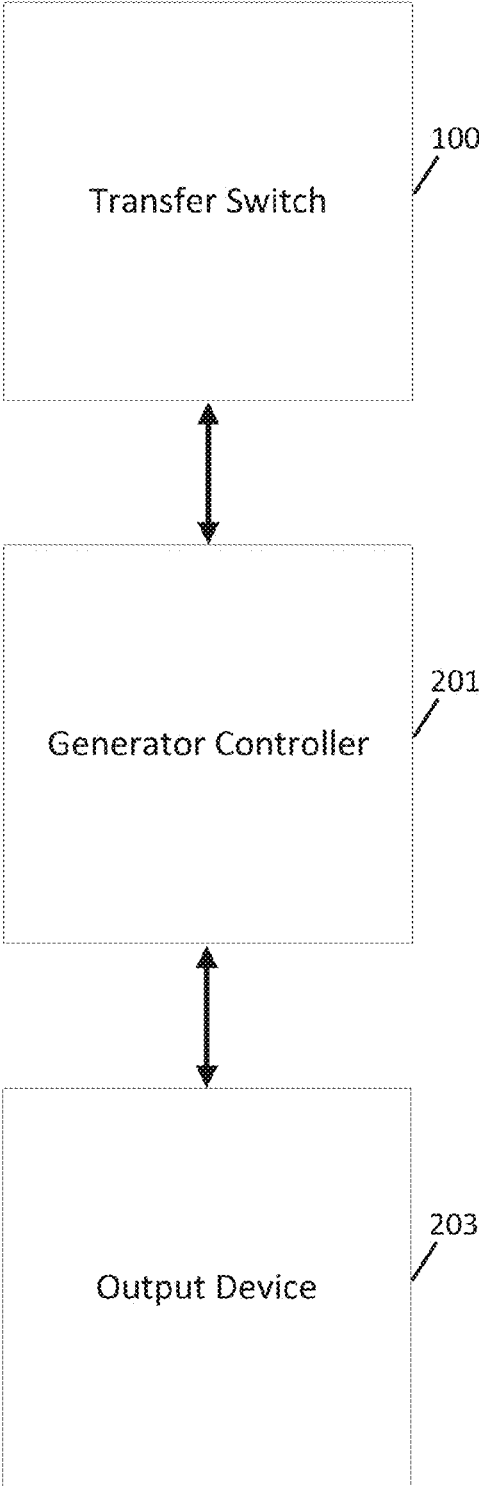 100
Transfer Switch
201
Generator Controller
203
Output Device